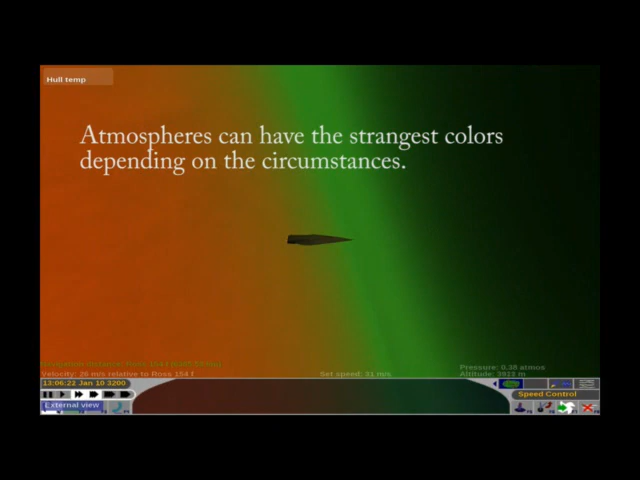 Hull temp
Atmospheres can have the strangest colors
depending on the circumstances.
Velocity: 26 m/s relative to Ross 154 f
Set speed: 31 m/s
Pressure: 0.35 atmos
Altitude: 3923 m
13:06:22 Jan 10 3200
Speed Control
External view